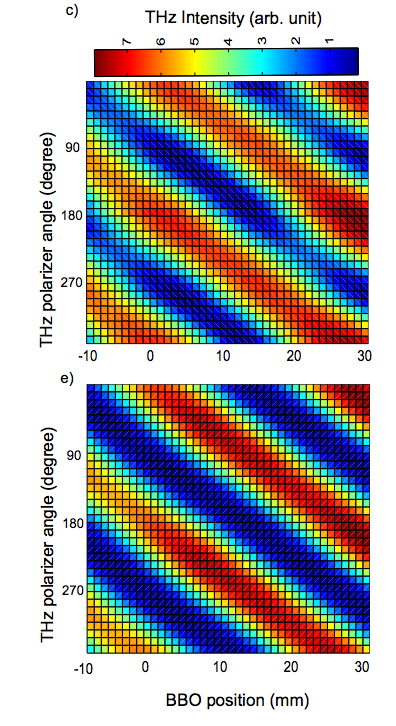 c)
THz Intensity (arb. unit)
7 6 5 4 3 2 1
THz polarizer angle (degree)
90
180
270
-10 0 10 20 30
e)
THz polarizer angle (degree)
90
180
270
-10 0 10 20 30
BBO position (mm)